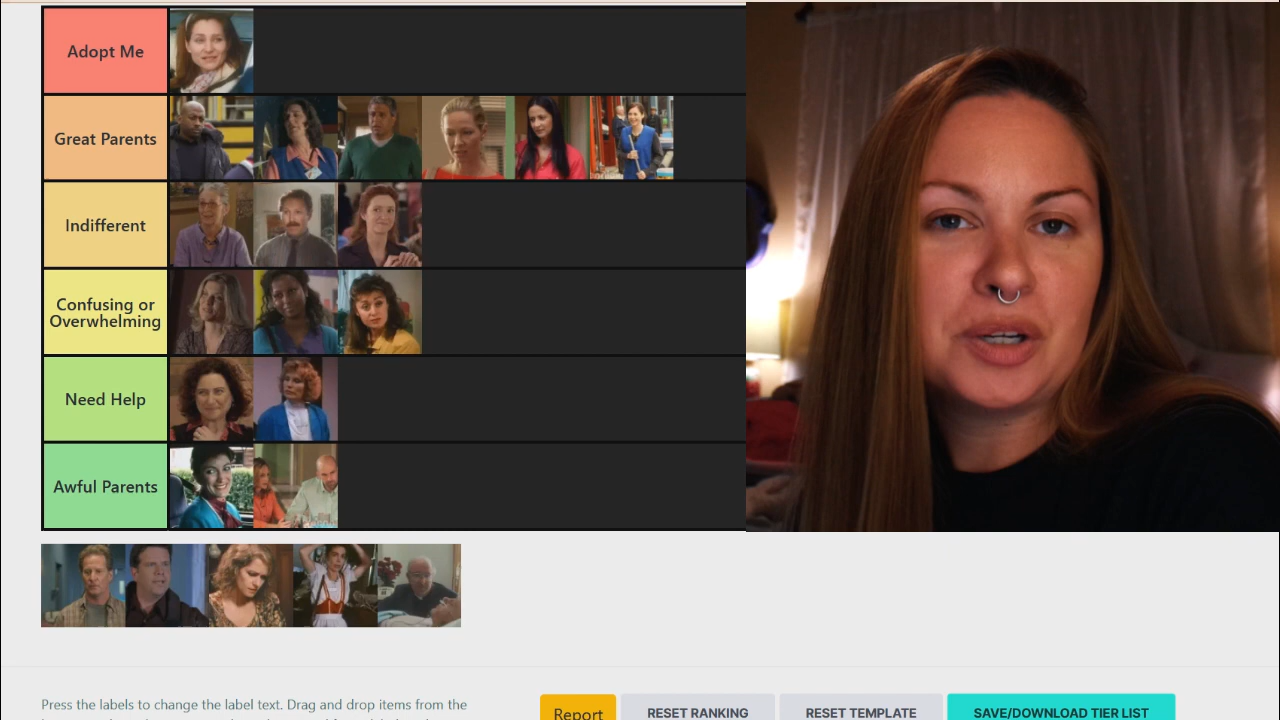 Adopt Me
Great Parents
Indifferent
Confusing or
Overwhelming
Need Help
Awful Parents
Press the labels to change the label text. Drag and drop items from the
Report
RESET RANKING
RESET TEMPLATE
SAVE/DOWNLOAD TIER LIST